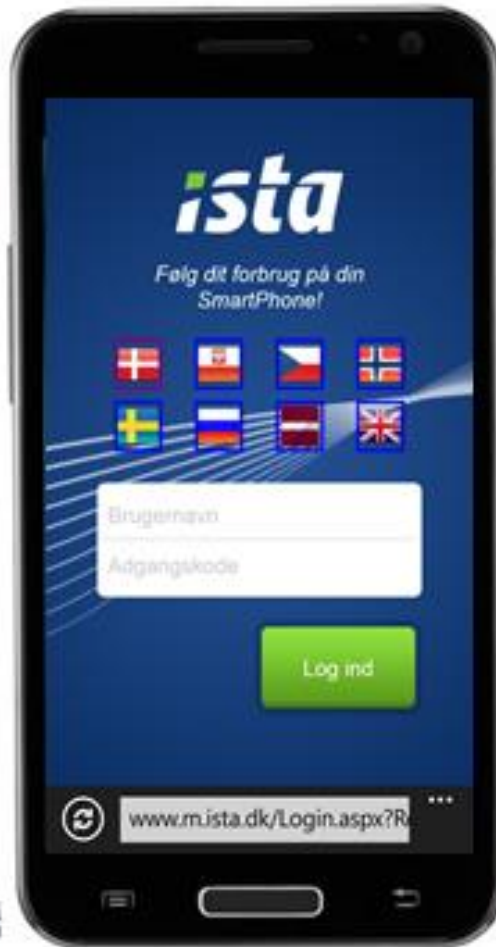 ista
Følg dit forbrug på din
SmartPhone!
Brugernavn
Adgangskode
Log ind
www.m.ista.dk/Login.aspx?R